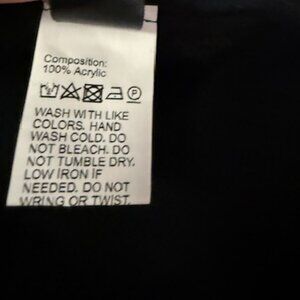 Composition:
100% Acrylic
P
WASH WITH LIKE
COLORS. HAND
WASH COLD. DO
NOT BLEACH. DO
NOT TUMBLE DRY.
LOW IRON IF
NEEDED. DO NOT
WRING OR TWIST.